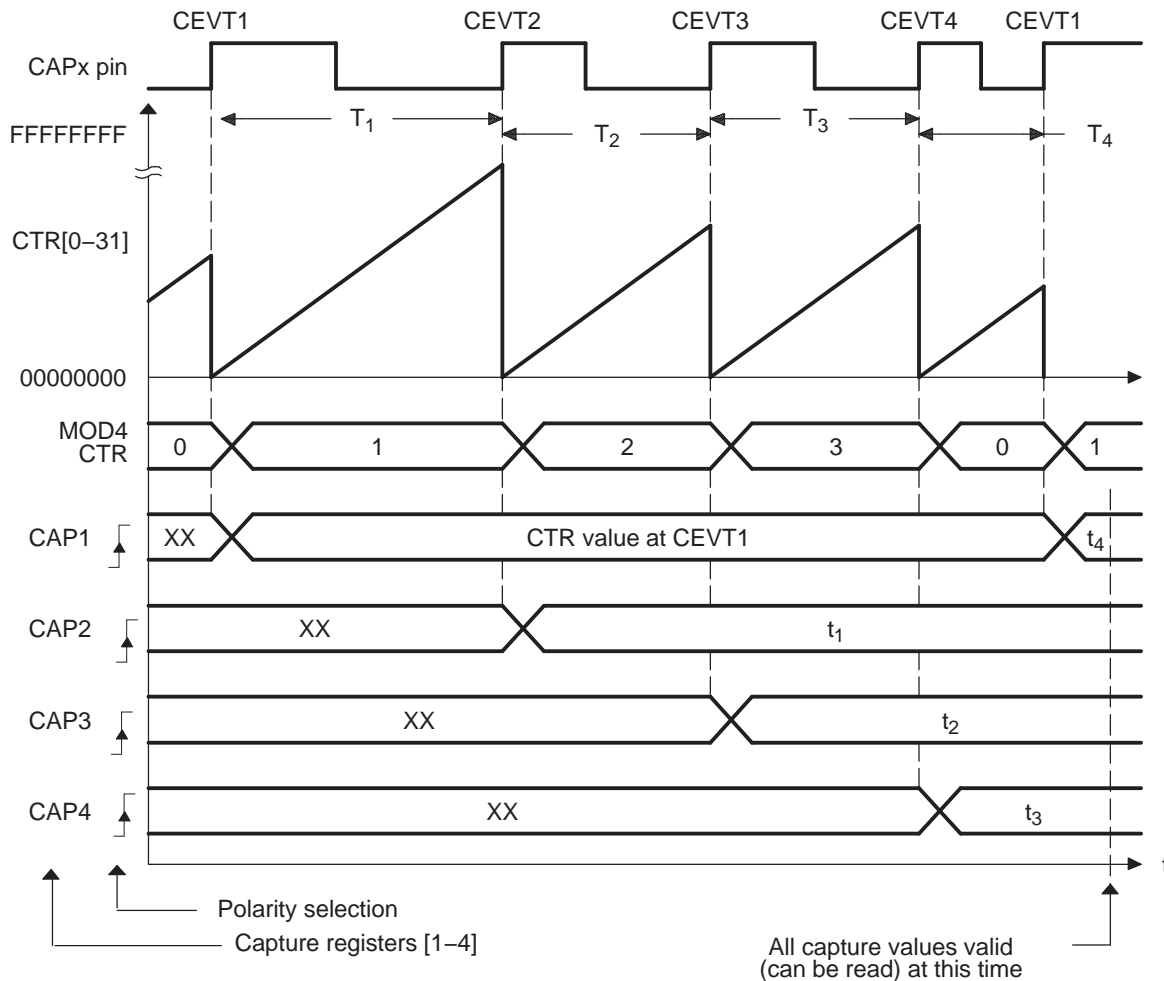 CEVT1 CEVT2 CEVT3 CEVT4 CEVT1
CAPx pin
T1 T2 T3 T4
FFFFFFFF
CTR[0−31]
00000000
MOD4
CTR
0 1 2 3 0 1
CAP1 XX CTR value at CEVT1 t4
CAP2 XX t1
CAP3 XX t2
CAP4 XX t3
t
Polarity selection
Capture registers [1−4]
All capture values valid
(can be read) at this time